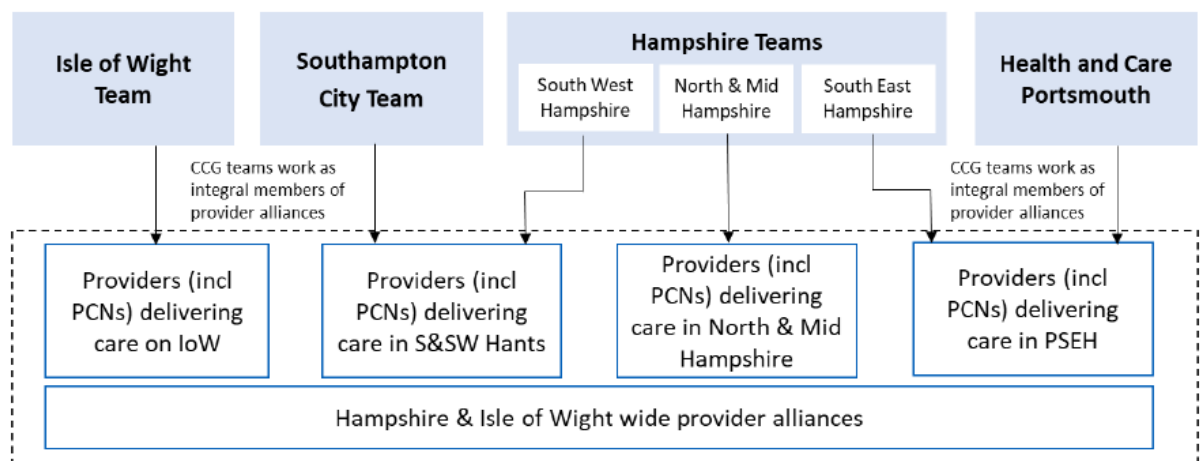 Isle of Wight
Team
Southampton
City Team
Hampshire Teams
South West
Hampshire
North & Mid
Hampshire
South East
Hampshire
Health and Care
Portsmouth
CCG teams work as
integral members of
provider alliances
CCG teams work as
integral members of
provider alliances
Providers (incl
PCNs) delivering
care on IoW
Providers (incl
PCNs) delivering
care in S&SW Hants
Providers (incl
PCNs) delivering
care in North & Mid
Hampshire
Providers (incl
PCNs) delivering
care in PSEH
Hampshire & Isle of Wight wide provider alliances